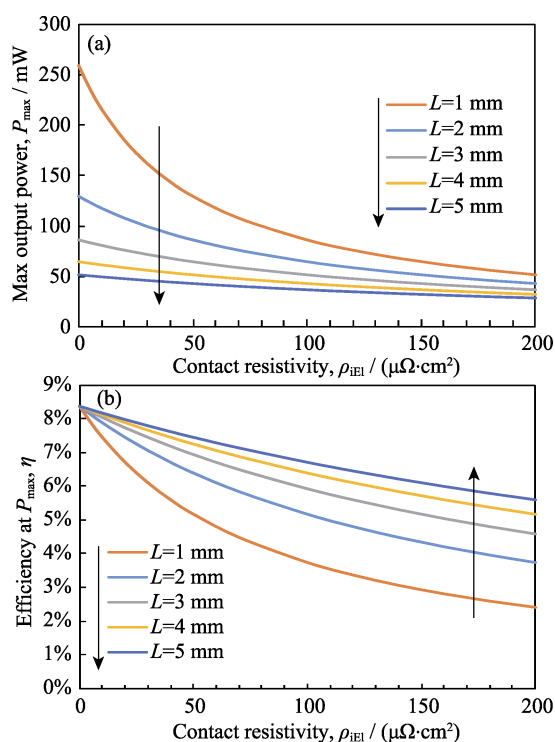 (a)
Max output power, Pmax / mW
300
250
200
150
100
50
0
L=1 mm
L=2 mm
L=3 mm
L=4 mm
L=5 mm
0 50 100 150 200
Contact resistivity, ρiEl / (μΩ·cm²)
(b)
Efficiency at Pmax, η
9%
8%
7%
6%
5%
4%
3%
2%
1%
0%
L=1 mm
L=2 mm
L=3 mm
L=4 mm
L=5 mm
0 50 100 150 200
Contact resistivity, ρiEl / (μΩ·cm²)